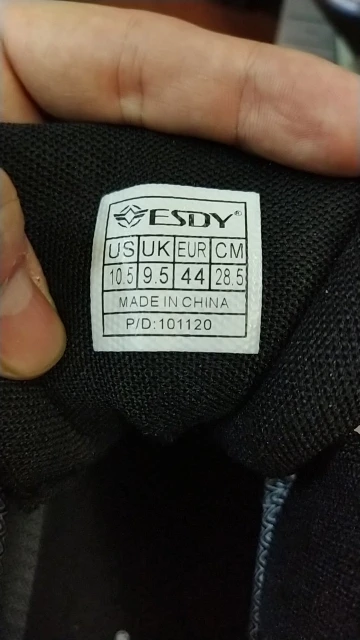 ESDY®
US UK EUR CM
10.5 9.5 44 28.5
MADE IN CHINA
P/D:101120